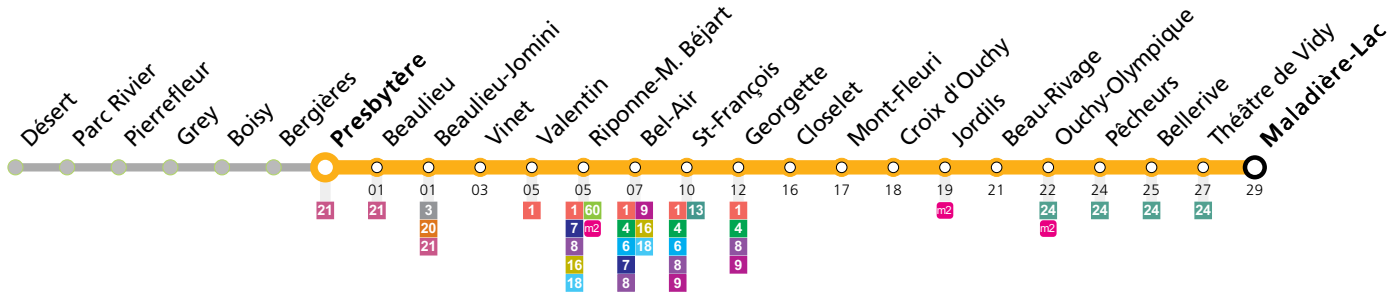 Désert
Parc Rivier
Pierrefleur
Grey
Boisy
Bergières
Presbytère
Beaulieu
Beaulieu-Jomini
Vinet
Valentin
Riponne-M. Béjart
Bel-Air
St-François
Georgette
Closelet
Mont-Fleuri
Croix d'Ouchy
Jordils
Beau-Rivage
Ouchy-Olympique
Pêcheurs
Bellerive
Théâtre de Vidy
Maladière-Lac
01 01 03 05 05 07 10 12 16 17 18 19 21 22 24 25 27 29
21 21 3 1 1 60 1 9 1 13 1 m2 24 24 24 24
20 7 m2 4 16 4 4 m2
21 8 6 18 6 6
16 7 8 9
18 8 9